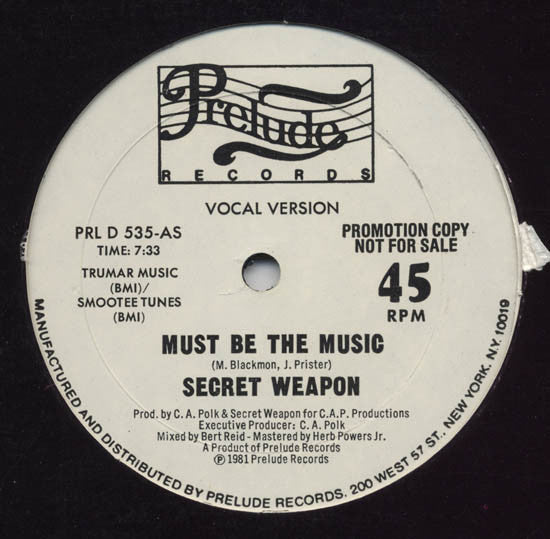 Prelude
RECORDS
VOCAL VERSION
PRL D 535-AS
TIME: 7:33
TRUMAR MUSIC
(BMI)/
SMOOTEE TUNES
(BMI)
PROMOTION COPY
NOT FOR SALE
45
RPM
MUST BE THE MUSIC
(M. Blackmon, J. Prister)
SECRET WEAPON
Prod. by C. A. Polk & Secret Weapon for C.A.P. Productions
Executive Producer: C. A. Polk
Mixed by Bert Reid - Mastered by Herb Powers Jr.
A Product of Prelude Records
℗ 1981 Prelude Records
MANUFACTURED AND DISTRIBUTED BY PRELUDE RECORDS, 200 WEST 57 ST., NEW YORK, N.Y. 10019